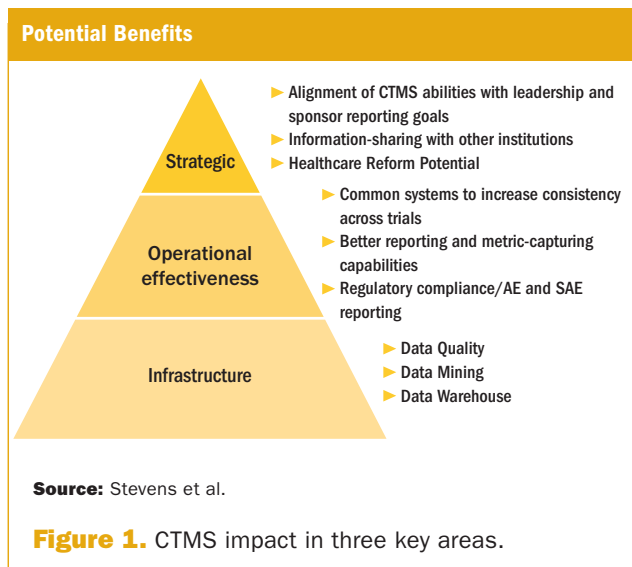 Potential Benefits
Strategic
Alignment of CTMS abilities with leadership and
sponsor reporting goals
Information-sharing with other institutions
Healthcare Reform Potential
Operational
effectiveness
Common systems to increase consistency
across trials
Better reporting and metric-capturing
capabilities
Regulatory compliance/AE and SAE
reporting
Infrastructure
Data Quality
Data Mining
Data Warehouse
Source: Stevens et al.
Figure 1. CTMS impact in three key areas.